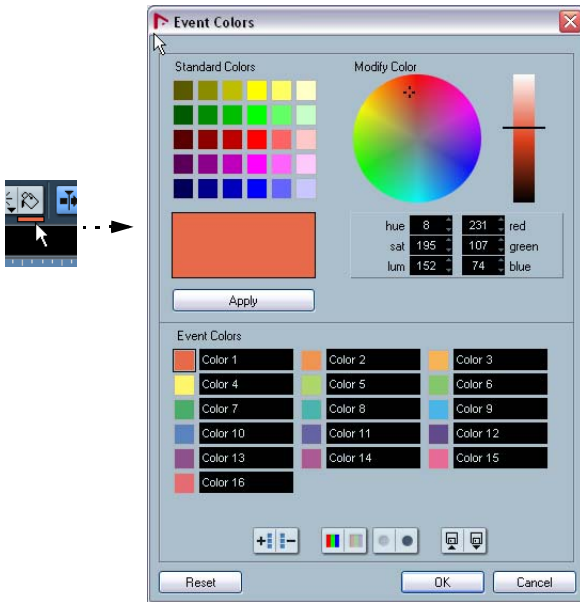 Event Colors
Standard Colors
Modify Color
hue 8 231 red
sat 195 107 green
lum 152 74 blue
Apply
Event Colors
Color 1 Color 2 Color 3
Color 4 Color 5 Color 6
Color 7 Color 8 Color 9
Color 10 Color 11 Color 12
Color 13 Color 14 Color 15
Color 16
Reset OK Cancel